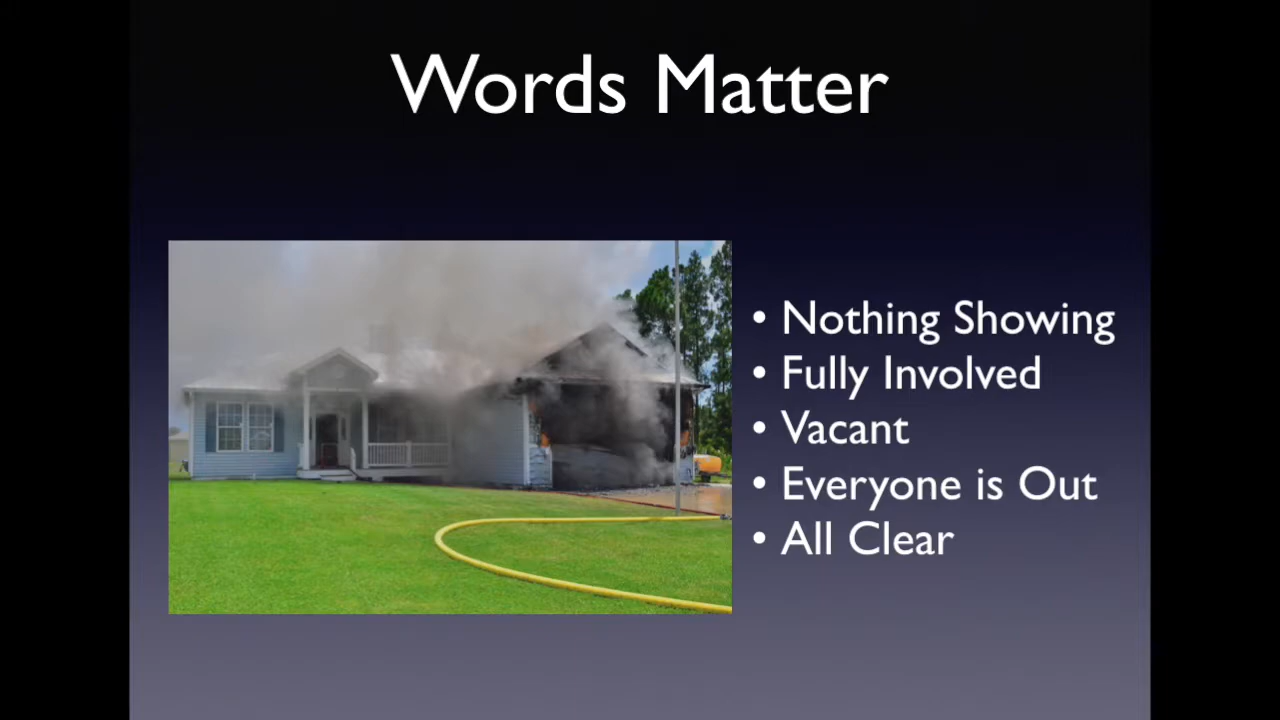 Words Matter
• Nothing Showing
• Fully Involved
• Vacant
• Everyone is Out
• All Clear